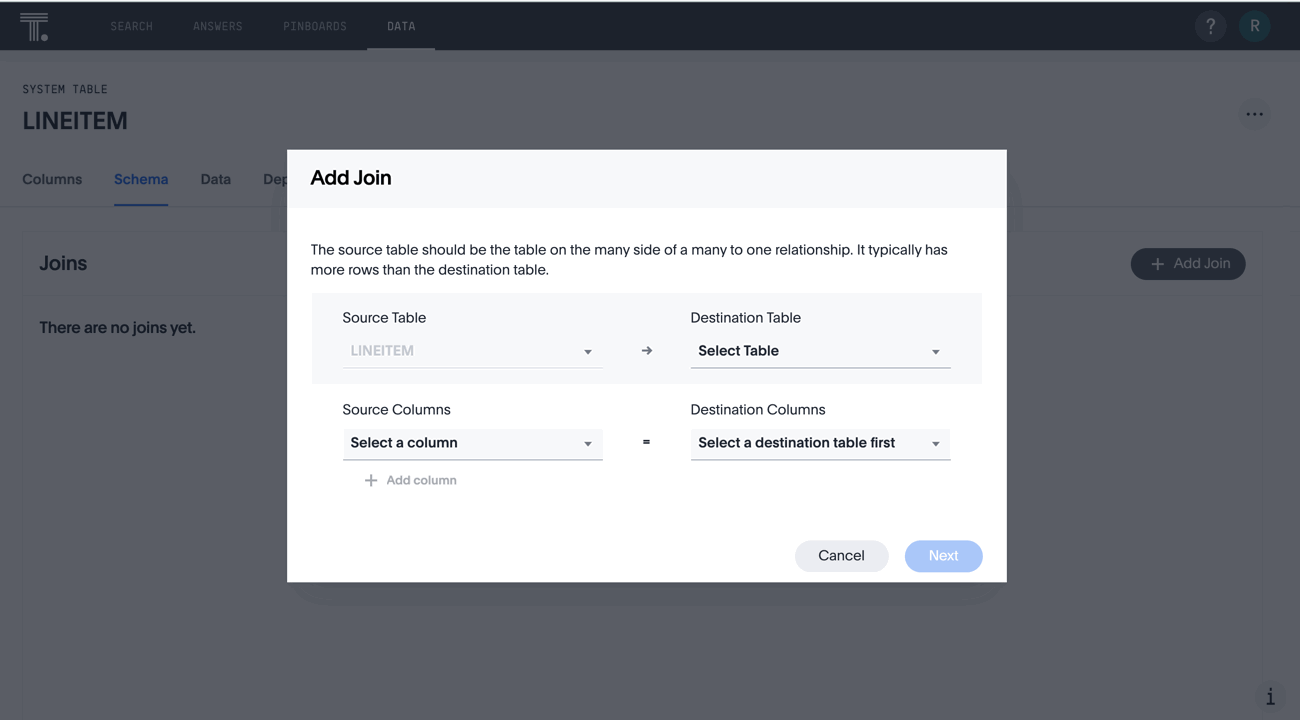 T.
SEARCH ANSWERS PINBOARDS DATA ? R
SYSTEM TABLE
LINEITEM
Columns Schema Data Dep
Add Join
Joins
+ Add Join
The source table should be the table on the many side of a many to one relationship. It typically has
more rows than the destination table.
There are no joins yet.
Source Table Destination Table
LINEITEM → Select Table
Source Columns Destination Columns
Select a column = Select a destination table first
+ Add column
Cancel Next
i